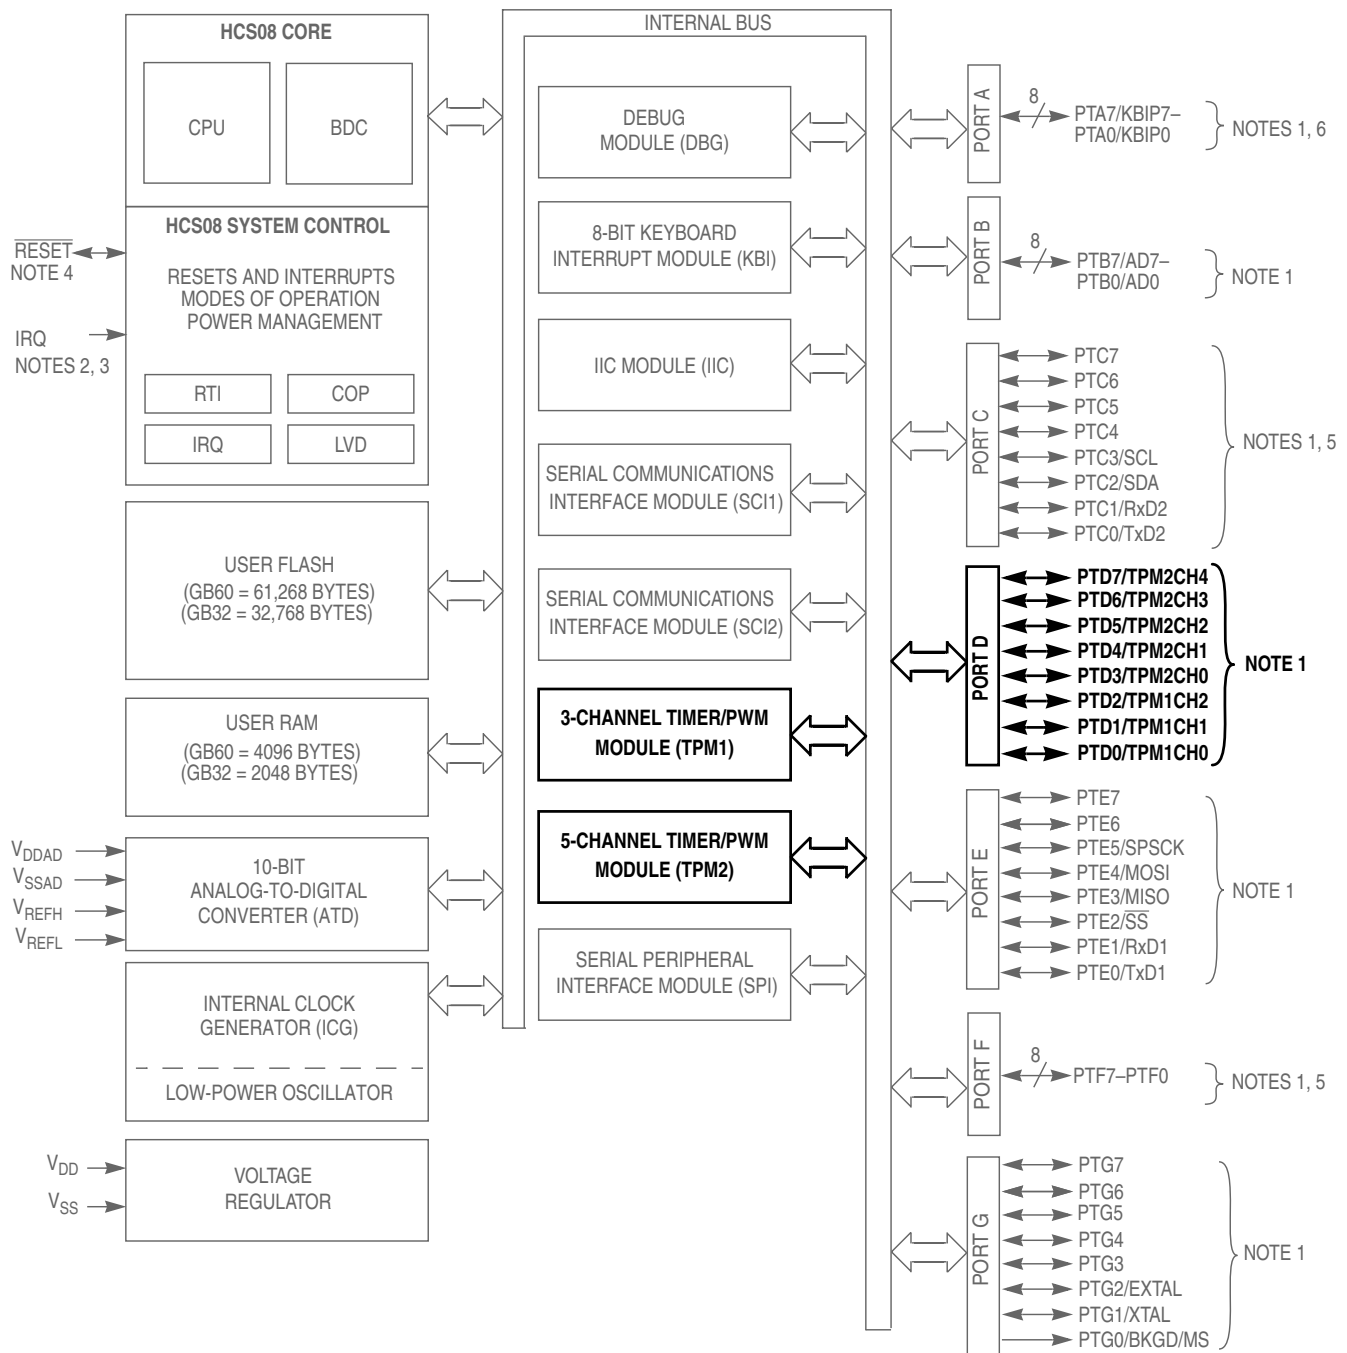 HCS08 CORE
CPU
BDC
HCS08 SYSTEM CONTROL
RESETS AND INTERRUPTS
MODES OF OPERATION
POWER MANAGEMENT
RTI
COP
IRQ
LVD
RESET
NOTE 4
IRQ
NOTES 2, 3
USER FLASH
(GB60 = 61,268 BYTES)
(GB32 = 32,768 BYTES)
USER RAM
(GB60 = 4096 BYTES)
(GB32 = 2048 BYTES)
VDDAD
VSSAD
VREFH
VREFL
10-BIT
ANALOG-TO-DIGITAL
CONVERTER (ATD)
INTERNAL CLOCK
GENERATOR (ICG)
LOW-POWER OSCILLATOR
VDD
VSS
VOLTAGE
REGULATOR
INTERNAL BUS
DEBUG
MODULE (DBG)
8-BIT KEYBOARD
INTERRUPT MODULE (KBI)
IIC MODULE (IIC)
SERIAL COMMUNICATIONS
INTERFACE MODULE (SCI1)
SERIAL COMMUNICATIONS
INTERFACE MODULE (SCI2)
3-CHANNEL TIMER/PWM
MODULE (TPM1)
5-CHANNEL TIMER/PWM
MODULE (TPM2)
SERIAL PERIPHERAL
INTERFACE MODULE (SPI)
PORT A
8
PTA7/KBIP7–
PTA0/KBIP0
NOTES 1, 6
PORT B
8
PTB7/AD7–
PTB0/AD0
NOTE 1
PORT C
PTC7
PTC6
PTC5
PTC4
PTC3/SCL
PTC2/SDA
PTC1/RxD2
PTC0/TxD2
NOTES 1, 5
PORT D
PTD7/TPM2CH4
PTD6/TPM2CH3
PTD5/TPM2CH2
PTD4/TPM2CH1
PTD3/TPM2CH0
PTD2/TPM1CH2
PTD1/TPM1CH1
PTD0/TPM1CH0
NOTE 1
PORT E
PTE7
PTE6
PTE5/SPSCK
PTE4/MOSI
PTE3/MISO
PTE2/SS
PTE1/RxD1
PTE0/TxD1
NOTE 1
PORT F
8
PTF7–PTF0
NOTES 1, 5
PORT G
PTG7
PTG6
PTG5
PTG4
PTG3
PTG2/EXTAL
PTG1/XTAL
PTG0/BKGD/MS
NOTE 1